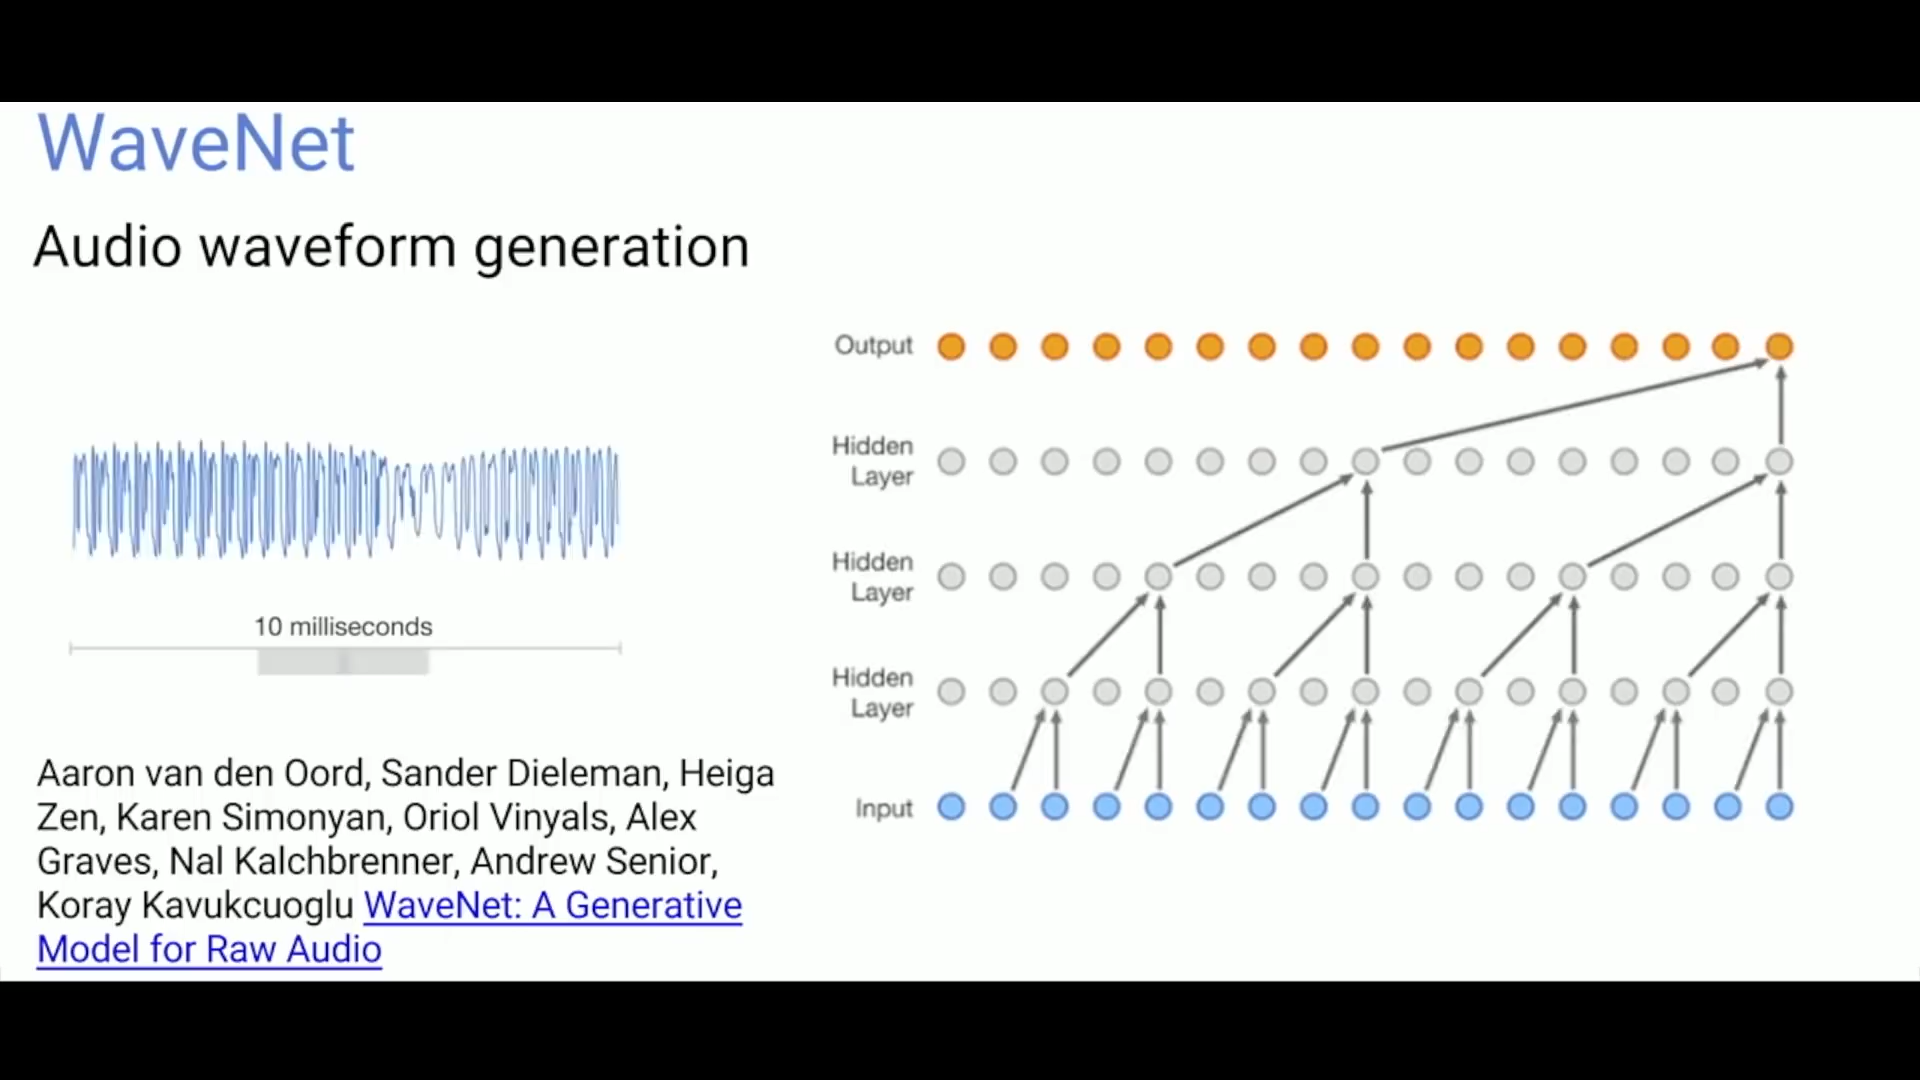 WaveNet
Audio waveform generation
10 milliseconds
Aaron van den Oord, Sander Dieleman, Heiga
Zen, Karen Simonyan, Oriol Vinyals, Alex
Graves, Nal Kalchbrenner, Andrew Senior,
Koray Kavukcuoglu WaveNet: A Generative
Model for Raw Audio
Output
Hidden
Layer
Hidden
Layer
Hidden
Layer
Input